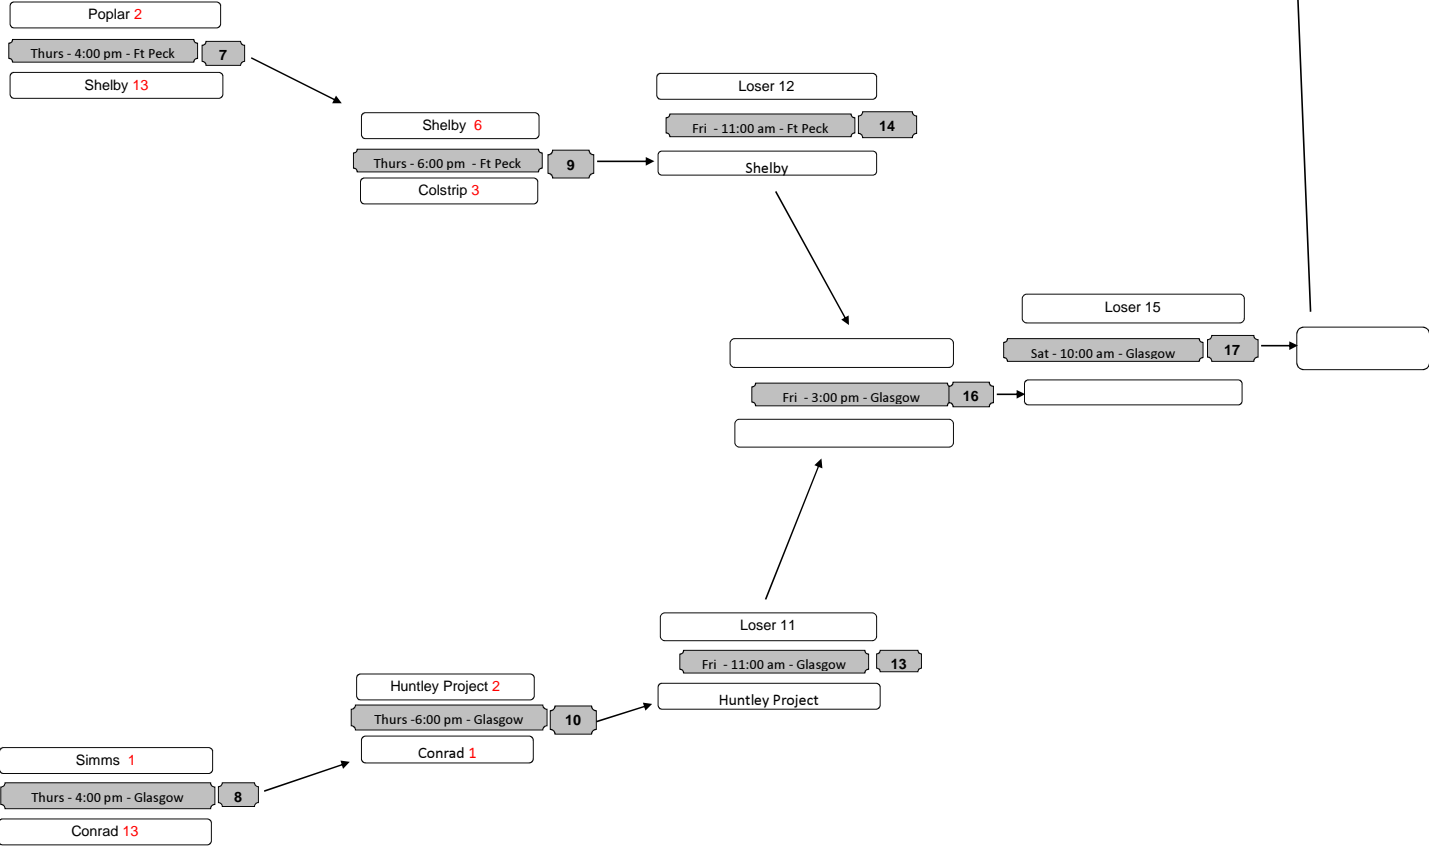 Poplar 2
Thurs - 4:00 pm - Ft Peck
7
Shelby 13
Shelby  6
Thurs - 6:00 pm  - Ft Peck
9
Colstrip 3
Loser 12
Fri  - 11:00 am - Ft Peck
14
Shelby
Loser 15
Sat - 10:00 am - Glasgow
17
Fri  - 3:00 pm - Glasgow
16
Loser 11
Fri  - 11:00 am - Glasgow
13
Huntley Project
Huntley Project 2
Thurs -6:00 pm - Glasgow
10
Conrad 1
Simms  1
Thurs - 4:00 pm - Glasgow
8
Conrad 13